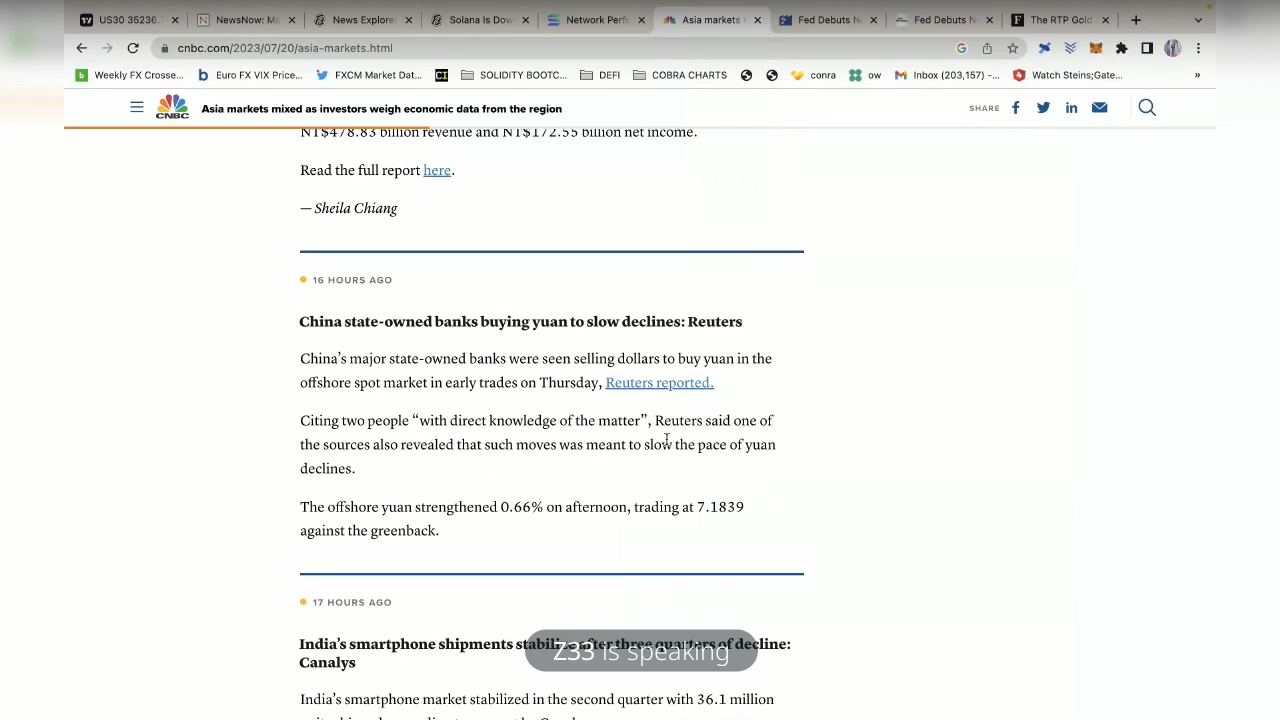 US30 35236.
NewsNow: Ma
News Explorer
Solana Is Dow
Network Perfo
Asia markets
Fed Debuts N
Fed Debuts N
The RTP Gold
cnbc.com/2023/07/20/asia-markets.html
Weekly FX Crosse...
Euro FX VIX Price...
FXCM Market Dat...
CI
SOLIDITY BOOTC...
DEFI
COBRA CHARTS
conra
ow
Inbox (203,157) –...
Watch Steins;Gate...
»
CNBC
Asia markets mixed as investors weigh economic data from the region
SHARE
NT$478.83 billion revenue and NT$172.55 billion net income.
Read the full report here.
— Sheila Chiang
16 HOURS AGO
China state-owned banks buying yuan to slow declines: Reuters
China’s major state-owned banks were seen selling dollars to buy yuan in the
offshore spot market in early trades on Thursday, Reuters reported.
Citing two people “with direct knowledge of the matter”, Reuters said one of
the sources also revealed that such moves was meant to slow the pace of yuan
declines.
The offshore yuan strengthened 0.66% on afternoon, trading at 7.1839
against the greenback.
17 HOURS AGO
India’s smartphone shipments stabilize after three quarters of decline:
Canalys
Z33 is speaking
India’s smartphone market stabilized in the second quarter with 36.1 million